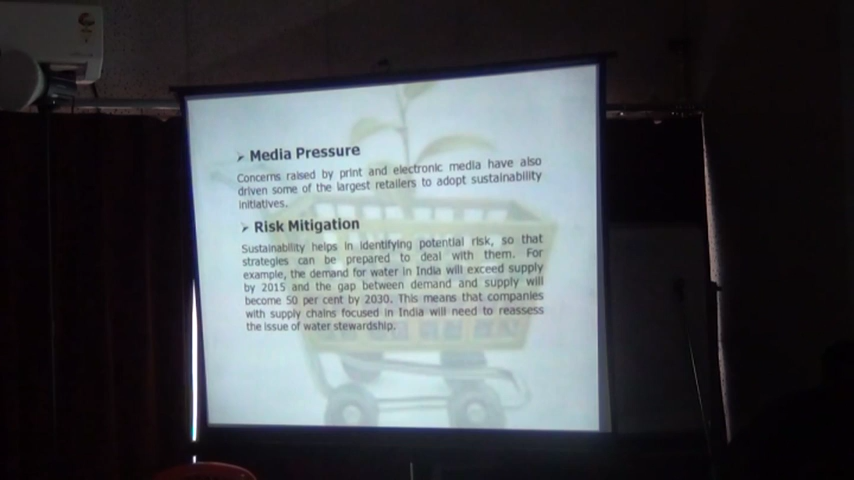 ➢ Media Pressure
Concerns raised by print and electronic media have also
driven some of the largest retailers to adopt sustainability
initiatives.
➢ Risk Mitigation
Sustainability helps in identifying potential risk, so that
strategies can be prepared to deal with them. For
example, the demand for water in India will exceed supply
by 2015 and the gap between demand and supply will
become 50 per cent by 2030. This means that companies
with supply chains focused in India will need to reassess
the issue of water stewardship.